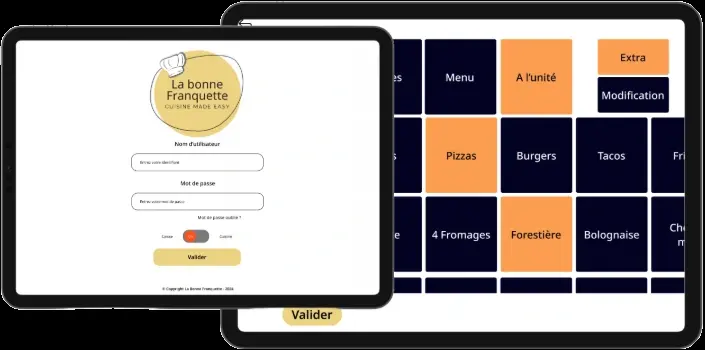 La bonne
Franquette
CUISINE MADE EASY
Nom d'utilisateur
Entrez votre identifiant
Mot de passe
Entrez votre mot de passe
Mot de passe oublié ?
Caisse
Cuisine
Valider
© Copyright La Bonne Franquette - 2024
es
Menu
A l'unité
Extra
Modification
s
Pizzas
Burgers
Tacos
Fri
e
4 Fromages
Forestière
Bolognaise
Che
m
Valider